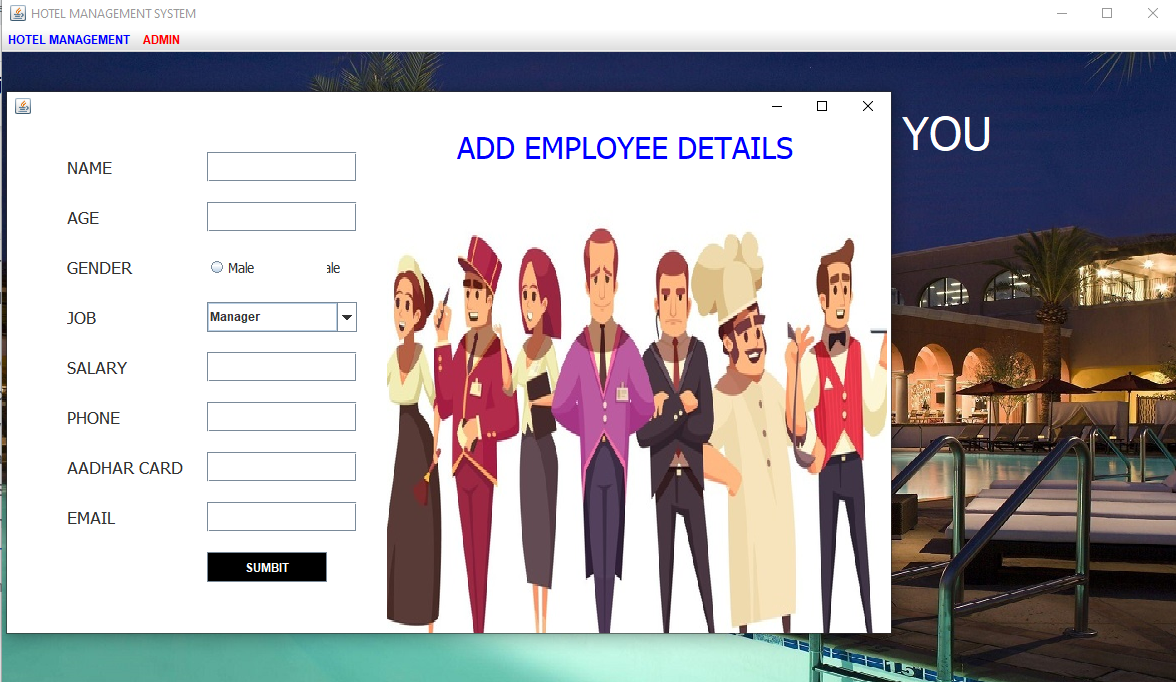 HOTEL MANAGEMENT SYSTEM
HOTEL MANAGEMENT ADMIN
YOU
ADD EMPLOYEE DETAILS
NAME
AGE
GENDER Male ale
JOB Manager
SALARY
PHONE
AADHAR CARD
EMAIL
SUMBIT